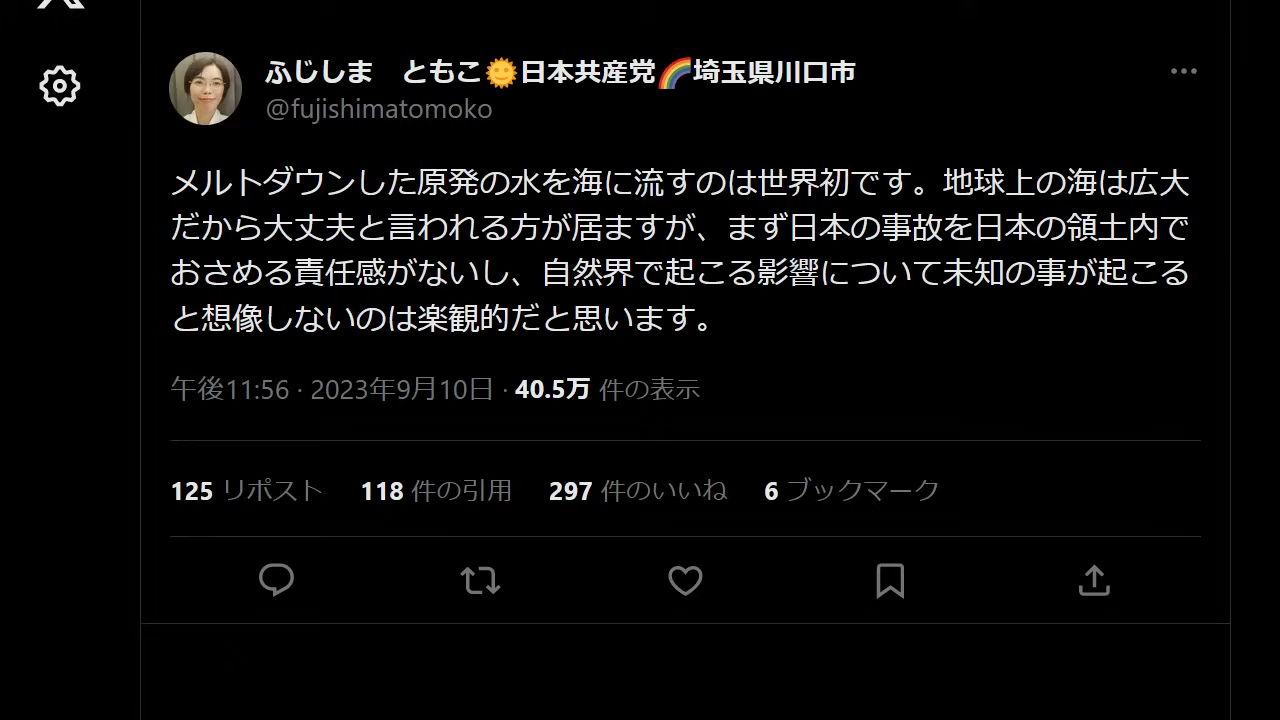 ふじしま　ともこ🌞日本共産党🌈埼玉県川口市
@fujishimatomoko
メルトダウンした原発の水を海に流すのは世界初です。地球上の海は広大
だから大丈夫と言われる方が居ますが、まず日本の事故を日本の領土内で
おさめる責任感がないし、自然界で起こる影響について未知の事が起こる
と想像しないのは楽観的だと思います。
午後11:56 · 2023年9月10日 · 40.5万 件の表示
125 リポスト 118 件の引用 297 件のいいね 6 ブックマーク